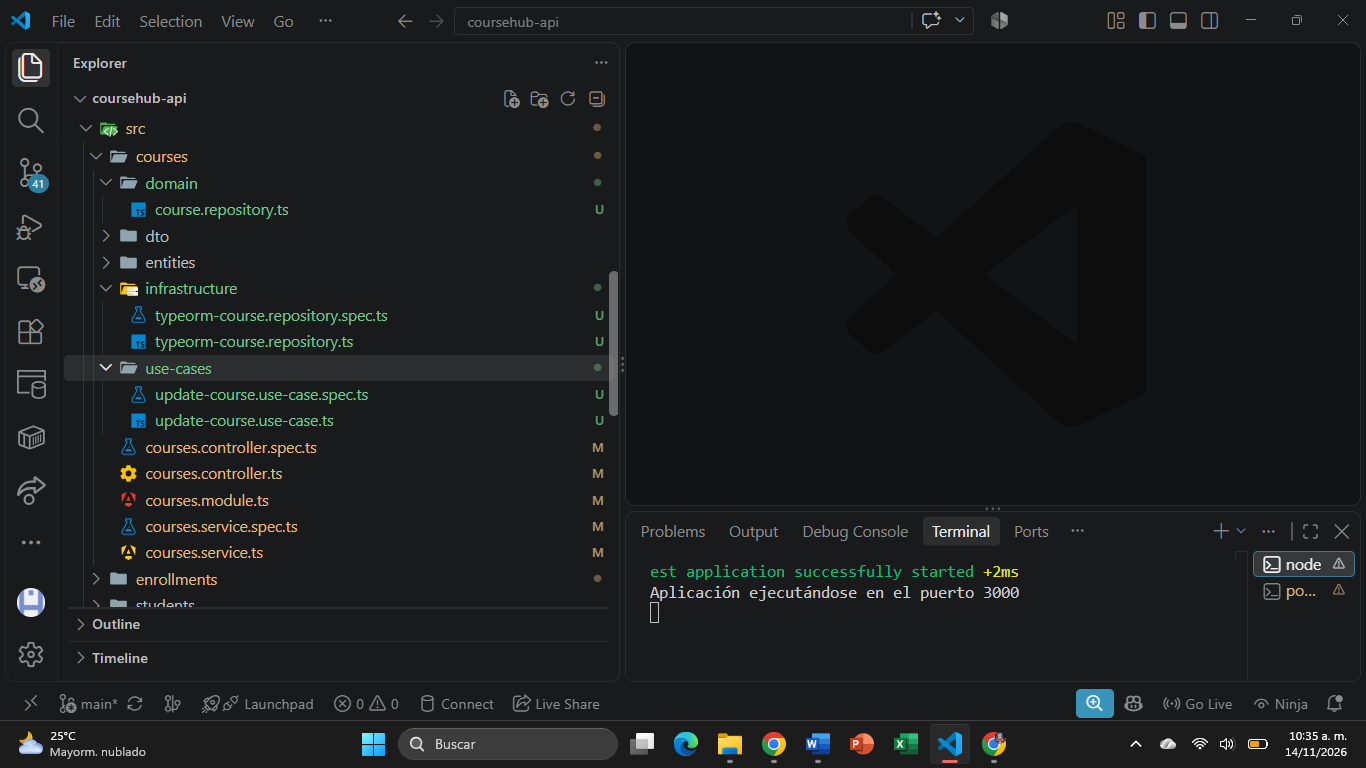 File Edit Selection View Go ···
coursehub-api
Explorer
coursehub-api
src
courses
domain
TS course.repository.ts U
dto
entities
infrastructure
typeorm-course.repository.spec.ts U
TS typeorm-course.repository.ts U
use-cases
update-course.use-case.spec.ts U
TS update-course.use-case.ts U
courses.controller.spec.ts M
courses.controller.ts M
courses.module.ts M
courses.service.spec.ts M
courses.service.ts M
enrollments
students
Outline
Timeline
41
Problems Output Debug Console Terminal Ports ···
est application successfully started +2ms
Aplicación ejecutándose en el puerto 3000
node
po...
main* Launchpad 0 0 Connect Live Share Go Live Ninja
25°C
Mayorm. nublado
Buscar
10:35 a. m.
14/11/2026